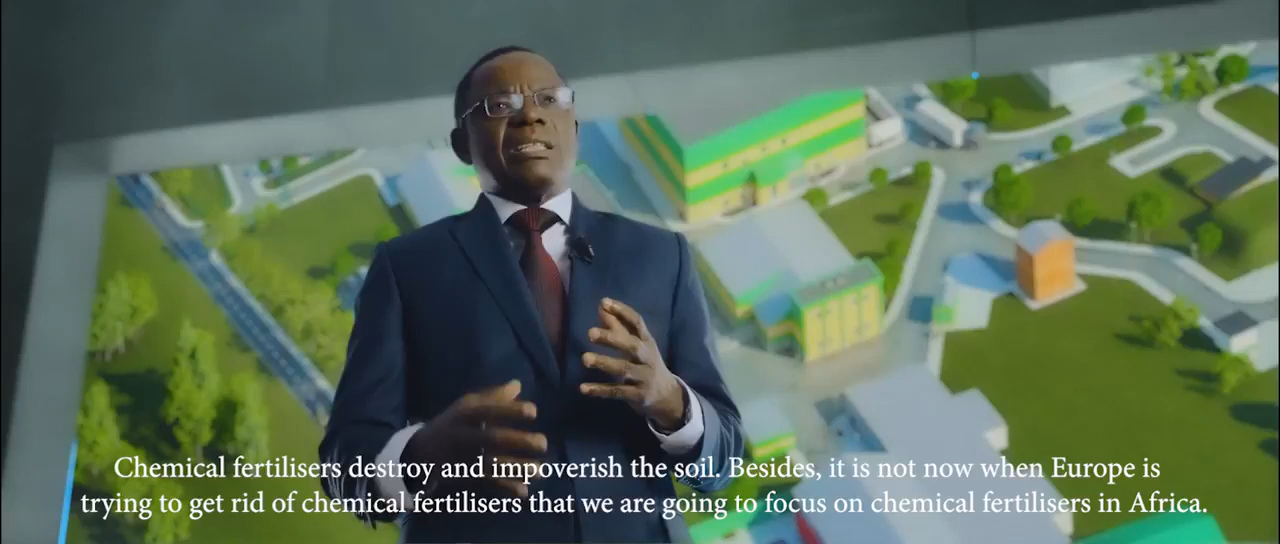 Chemical fertilisers destroy and impoverish the soil. Besides, it is not now when Europe is
trying to get rid of chemical fertilisers that we are going to focus on chemical fertilisers in Africa.